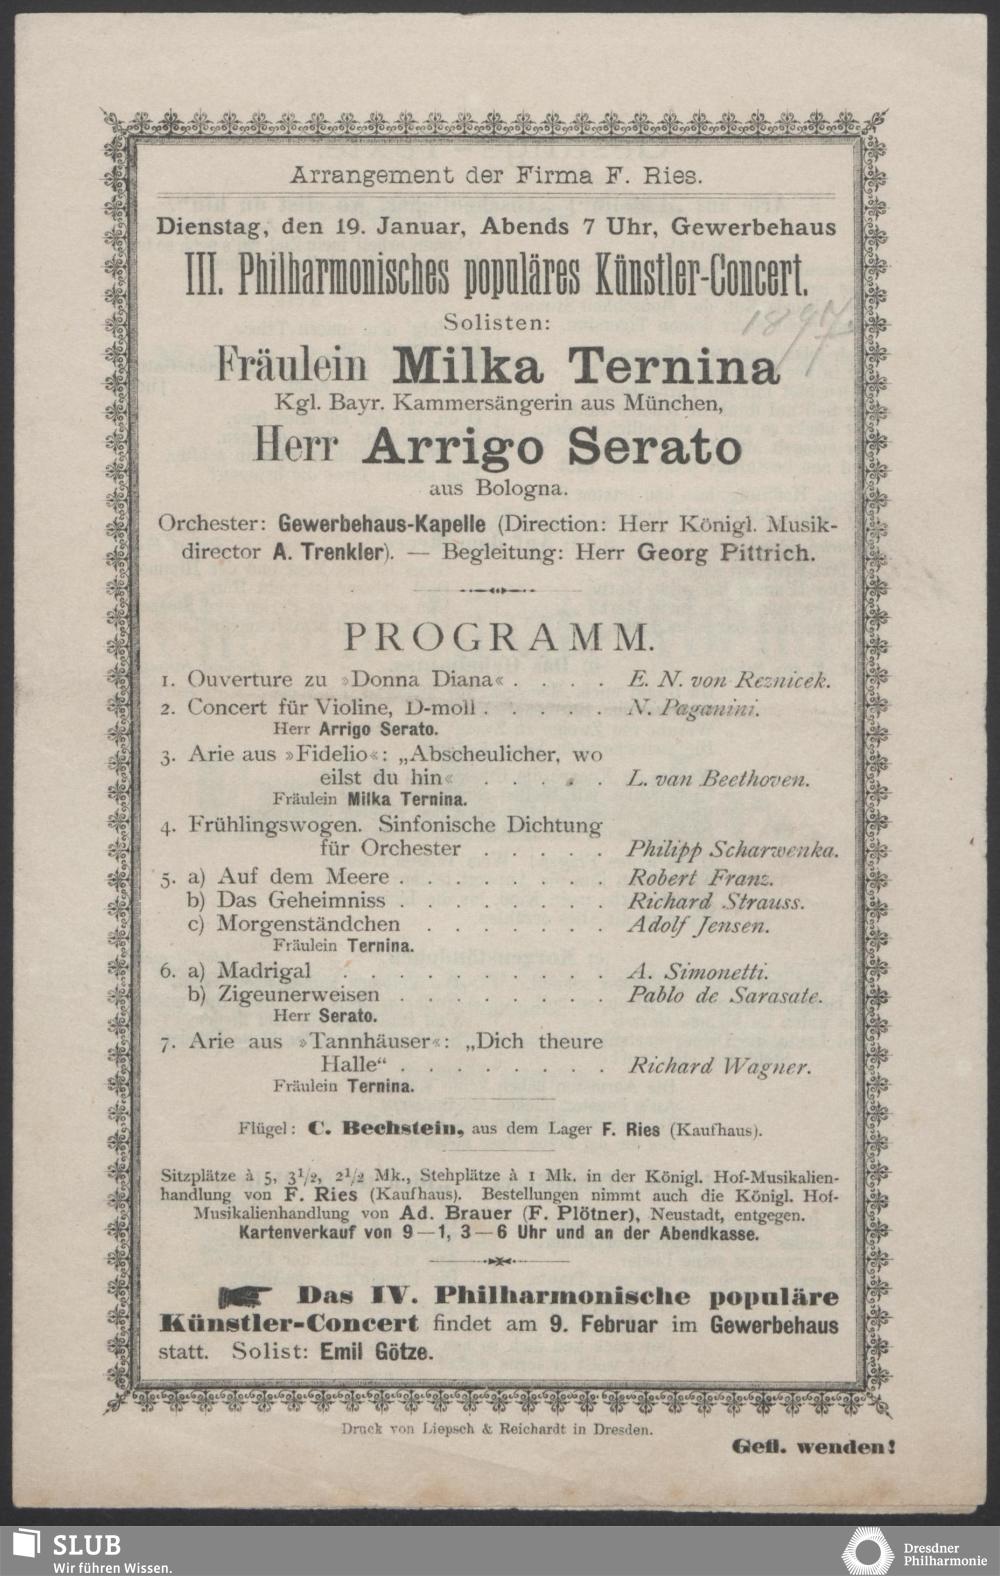 Arrangement der Firma F. Ries.
Dienstag, den 19. Januar, Abends 7 Uhr, Gewerbehaus
III. Philharmonisches populäres Künstler-Concert.
1897.
Solisten:
Fräulein Milka Ternina
Kgl. Bayr. Kammersängerin aus München,
Herr Arrigo Serato
aus Bologna.
Orchester: Gewerbehaus-Kapelle (Direction: Herr Königl. Musik-
director A. Trenkler). — Begleitung: Herr Georg Pittrich.
PROGRAMM.
1. Ouverture zu »Donna Diana« . . . . E. N. von Reznicek.
2. Concert für Violine, D-moll . . . . . N. Paganini.
Herr Arrigo Serato.
3. Arie aus »Fidelio«: „Abscheulicher, wo
eilst du hin« . . . . . L. van Beethoven.
Fräulein Milka Ternina.
4. Frühlingswogen. Sinfonische Dichtung
für Orchester . . . . . Philipp Scharwenka.
5. a) Auf dem Meere . . . . . . . . Robert Franz.
b) Das Geheimniss . . . . . . . . Richard Strauss.
c) Morgenständchen . . . . . . . Adolf Jensen.
Fräulein Ternina.
6. a) Madrigal . . . . . . . . . . A. Simonetti.
b) Zigeunerweisen . . . . . . . . Pablo de Sarasate.
Herr Serato.
7. Arie aus »Tannhäuser«: „Dich theure
Halle“ . . . . . . . . Richard Wagner.
Fräulein Ternina.
Flügel: C. Bechstein, aus dem Lager F. Ries (Kaufhaus).
Sitzplätze à 5, 3½, 2½ Mk., Stehplätze à 1 Mk. in der Königl. Hof-Musikalien-
handlung von F. Ries (Kaufhaus). Bestellungen nimmt auch die Königl. Hof-
Musikalienhandlung von Ad. Brauer (F. Plötner), Neustadt, entgegen.
Kartenverkauf von 9—1, 3—6 Uhr und an der Abendkasse.
Das IV. Philharmonische populäre
Künstler-Concert findet am 9. Februar im Gewerbehaus
statt. Solist: Emil Götze.
Druck von Liepsch & Reichardt in Dresden.
Gefl. wenden!
SLUB
Wir führen Wissen.
Dresdner
Philharmonie